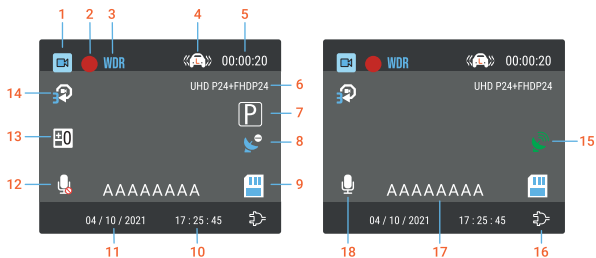 1 2 3 4 5
WDR L 00:00:20 WDR L 00:00:20
UHD P24+FHDP24 6 UHD P24+FHDP24
14 3 3
P 7
13 ±0 8 15
12 AAAAAAAA 9 AAAAAAAA
04 / 10 / 2021 17 : 25 : 45 04 / 10 / 2021 17 : 25 : 45
11 10 18 17 16